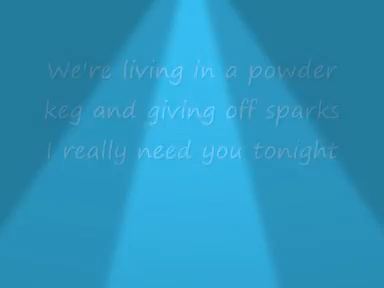 We're living in a powder
keg and giving off sparks
I really need you tonight